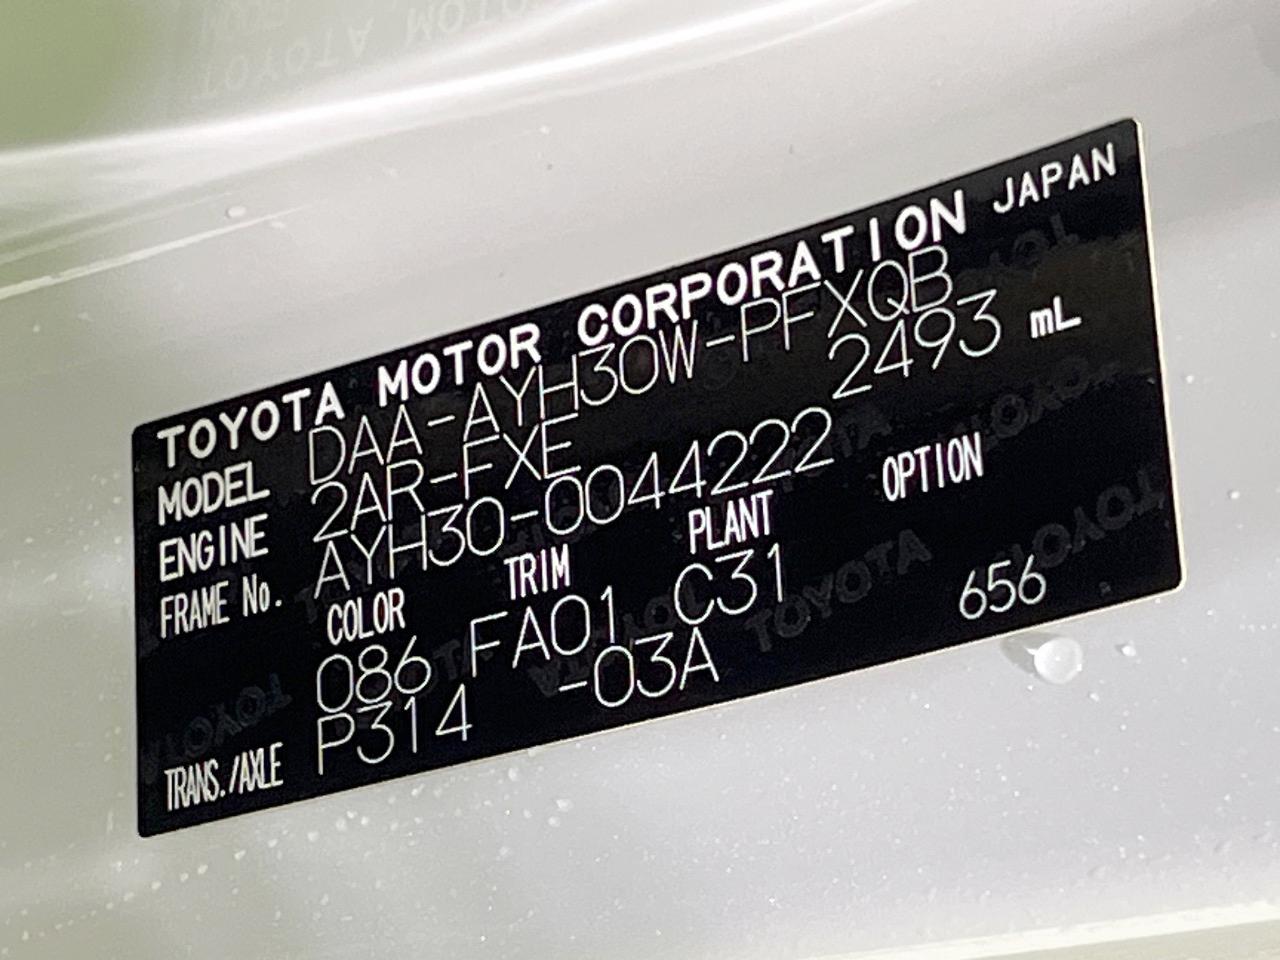 TOYOTA MOTOR CORPORATION JAPAN
MODEL DAA-AYH30W-PFXQB
ENGINE 2AR-FXE 2493 mL
FRAME No. AYH30-0044222
COLOR TRIM PLANT OPTION
086 FA01 C31
TRANS./AXLE P314 -03A 656